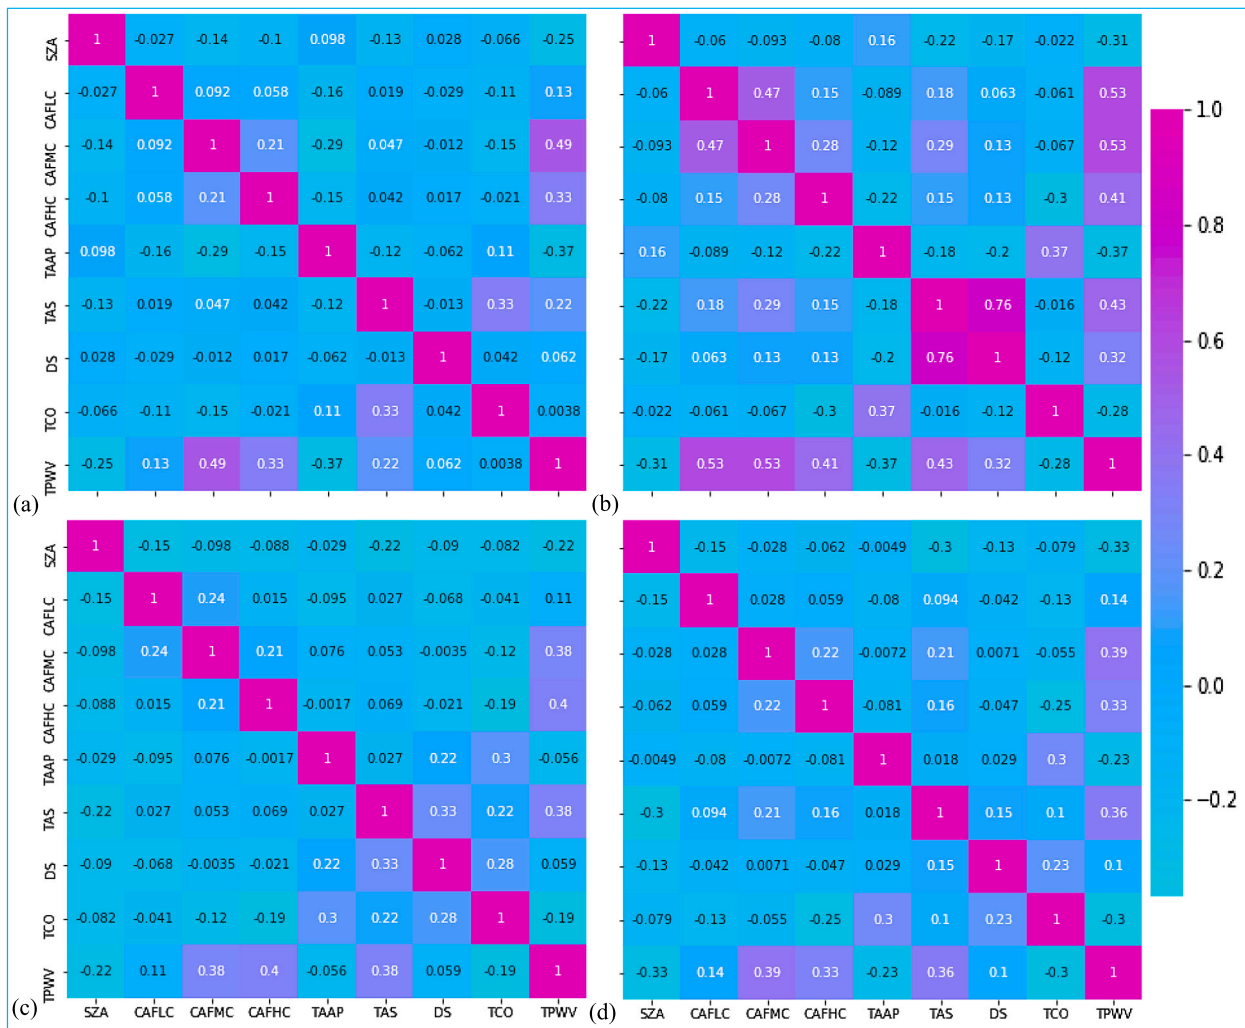 SZA 1 -0.027 -0.14 -0.1 0.098 -0.13 0.028 -0.066 -0.25
CAFLC -0.027 1 0.092 0.058 -0.16 0.019 -0.029 -0.11 0.13
CAFMC -0.14 0.092 1 0.21 -0.29 0.047 -0.012 -0.15 0.49
CAFHC -0.1 0.058 0.21 1 -0.15 0.042 0.017 -0.021 0.33
TAAP 0.098 -0.16 -0.29 -0.15 1 -0.12 -0.062 0.11 -0.37
TAS -0.13 0.019 0.047 0.042 -0.12 1 -0.013 0.33 0.22
DS 0.028 -0.029 -0.012 0.017 -0.062 -0.013 1 0.042 0.062
TCO -0.066 -0.11 -0.15 -0.021 0.11 0.33 0.042 1 0.0038
TPWV -0.25 0.13 0.49 0.33 -0.37 0.22 0.062 0.0038 1
(a)
1 -0.06 -0.093 -0.08 0.16 -0.22 -0.17 -0.022 -0.31
-0.06 1 0.47 0.15 -0.089 0.18 0.063 -0.061 0.53
-0.093 0.47 1 0.28 -0.12 0.29 0.13 -0.067 0.53
-0.08 0.15 0.28 1 -0.22 0.15 0.13 -0.3 0.41
0.16 -0.089 -0.12 -0.22 1 -0.18 -0.2 0.37 -0.37
-0.22 0.18 0.29 0.15 -0.18 1 0.76 -0.016 0.43
-0.17 0.063 0.13 0.13 -0.2 0.76 1 -0.12 0.32
-0.022 -0.061 -0.067 -0.3 0.37 -0.016 -0.12 1 -0.28
-0.31 0.53 0.53 0.41 -0.37 0.43 0.32 -0.28 1
(b)
SZA 1 -0.15 -0.098 -0.088 -0.029 -0.22 -0.09 -0.082 -0.22
CAFLC -0.15 1 0.24 0.015 -0.095 0.027 -0.068 -0.041 0.11
CAFMC -0.098 0.24 1 0.21 0.076 0.053 -0.0035 -0.12 0.38
CAFHC -0.088 0.015 0.21 1 -0.0017 0.069 -0.021 -0.19 0.4
TAAP -0.029 -0.095 0.076 -0.0017 1 0.027 0.22 0.3 -0.056
TAS -0.22 0.027 0.053 0.069 0.027 1 0.33 0.22 0.38
DS -0.09 -0.068 -0.0035 -0.021 0.22 0.33 1 0.28 0.059
TCO -0.082 -0.041 -0.12 -0.19 0.3 0.22 0.28 1 -0.19
TPWV -0.22 0.11 0.38 0.4 -0.056 0.38 0.059 -0.19 1
(c)
SZA CAFLC CAFMC CAFHC TAAP TAS DS TCO TPWV
1 -0.15 -0.028 -0.062 -0.0049 -0.3 -0.13 -0.079 -0.33
-0.15 1 0.028 0.059 -0.08 0.094 -0.042 -0.13 0.14
-0.028 0.028 1 0.22 -0.0072 0.21 0.0071 -0.055 0.39
-0.062 0.059 0.22 1 -0.081 0.16 -0.047 -0.25 0.33
-0.0049 -0.08 -0.0072 -0.081 1 0.018 0.029 0.3 -0.23
-0.3 0.094 0.21 0.16 0.018 1 0.15 0.1 0.36
-0.13 -0.042 0.0071 -0.047 0.029 0.15 1 0.23 0.1
-0.079 -0.13 -0.055 -0.25 0.3 0.1 0.23 1 -0.3
-0.33 0.14 0.39 0.33 -0.23 0.36 0.1 -0.3 1
(d)
SZA CAFLC CAFMC CAFHC TAAP TAS DS TCO TPWV
1.0
0.8
0.6
0.4
0.2
0.0
−0.2